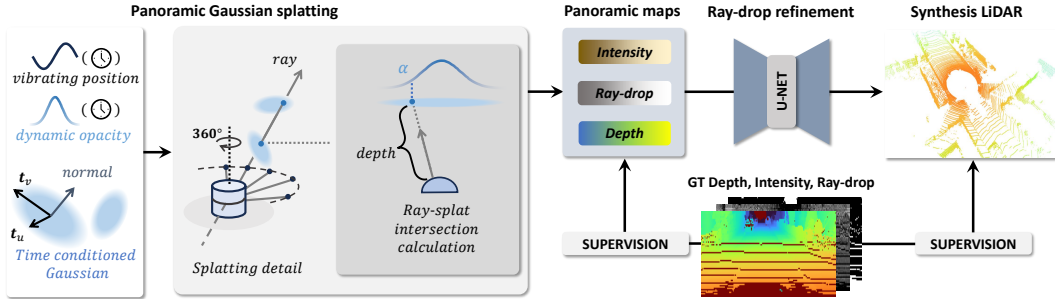 Panoramic Gaussian splatting
Panoramic maps
Ray-drop refinement
Synthesis LiDAR
( )
vibrating position
( )
dynamic opacity
t_v
normal
t_u
Time conditioned
Gaussian
ray
360°
Splatting detail
α
depth
Ray-splat
intersection
calculation
Intensity
Ray-drop
Depth
U-NET
GT Depth, Intensity, Ray-drop
SUPERVISION
SUPERVISION